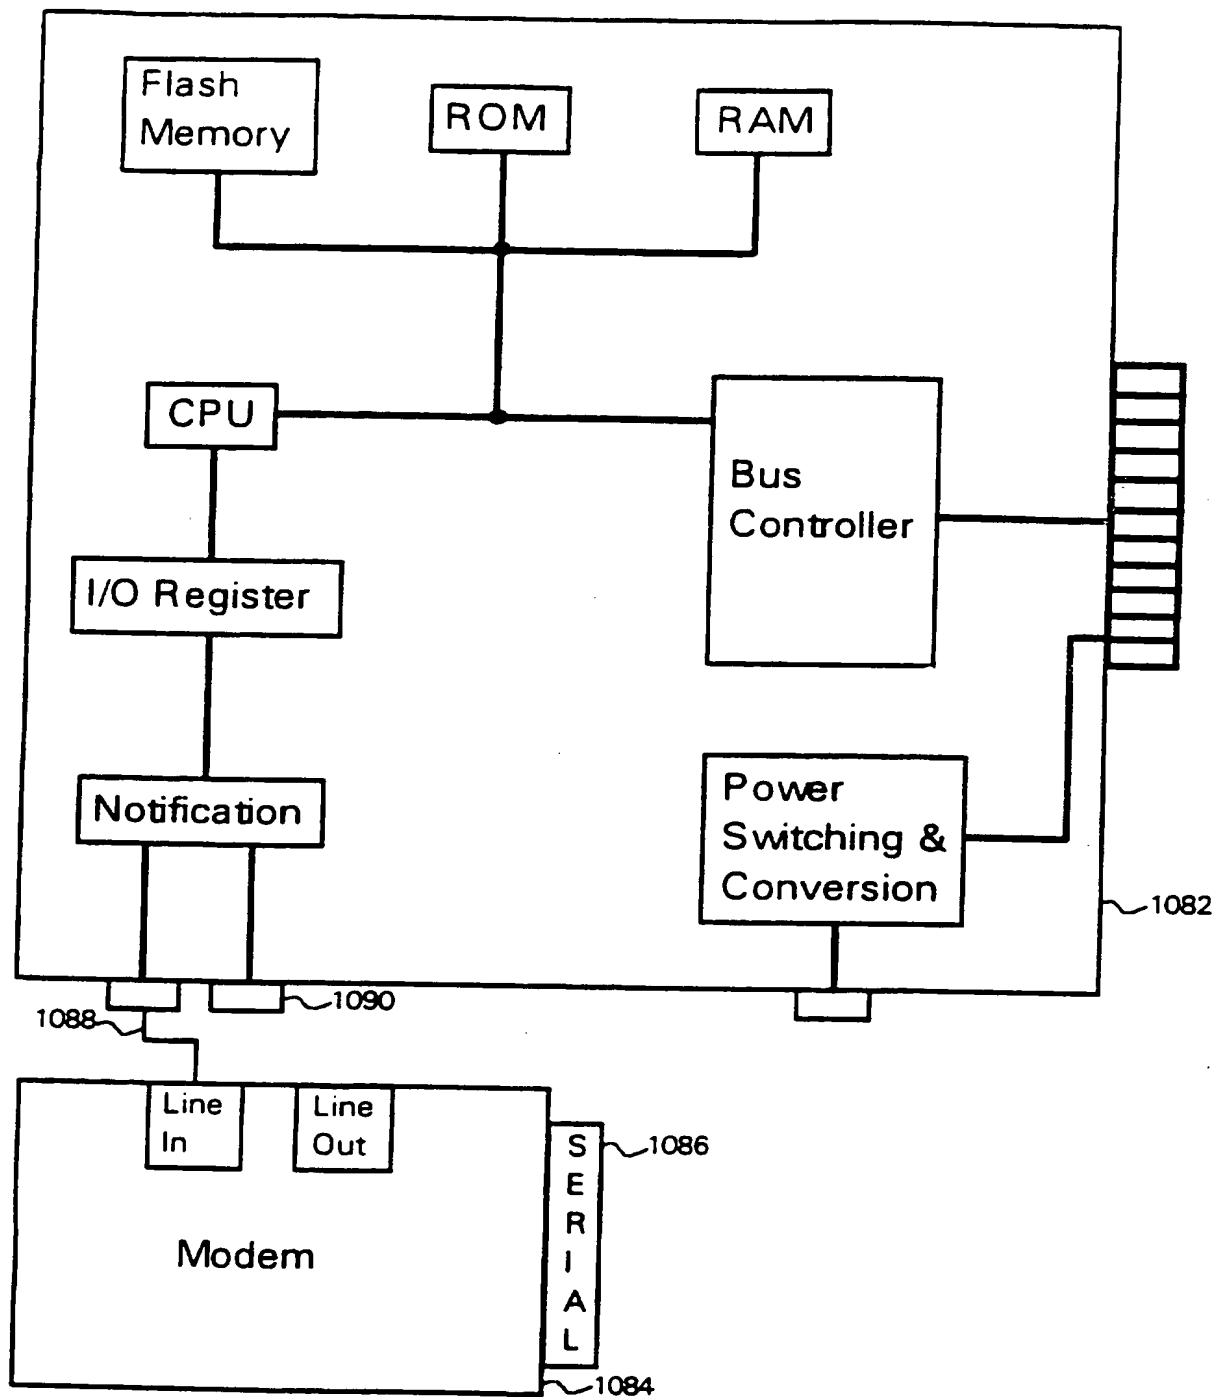 Flash
Memory
ROM
RAM
CPU
Bus
Controller
I/O Register
Notification
Power
Switching &
Conversion
1082
1090
1088
Line
In
Line
Out
SERIAL
1086
Modem
1084